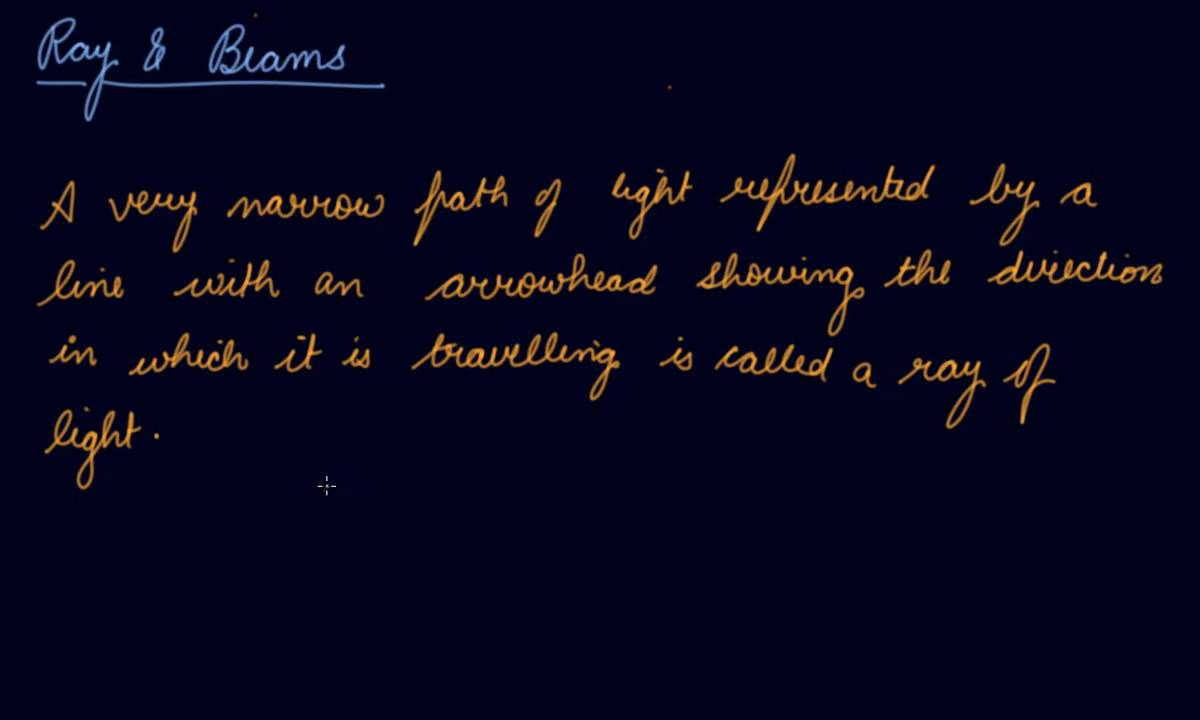 Ray & Beams
A very narrow path of light represented by a
line with an arrowhead showing the direction
in which it is travelling is called a ray of
light.